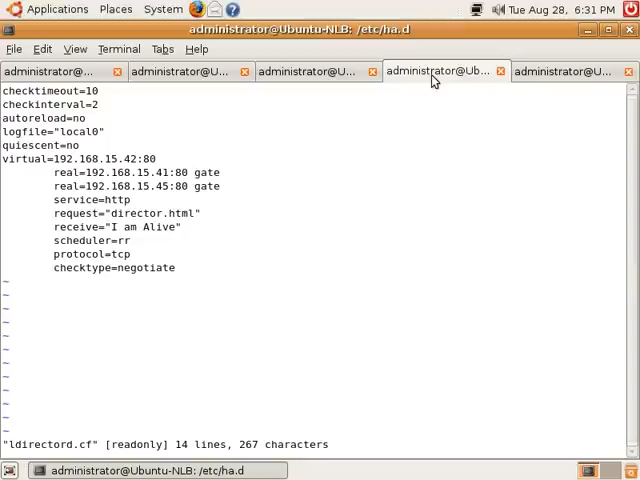 Applications Places System Tue Aug 28, 6:31 PM
administrator@Ubuntu-NLB: /etc/ha.d
File Edit View Terminal Tabs Help
administrator@... administrator@U... administrator@U... administrator@Ub... administrator@U...
checktimeout=10
checkinterval=2
autoreload=no
logfile="local0"
quiescent=no
virtual=192.168.15.42:80
real=192.168.15.41:80 gate
real=192.168.15.45:80 gate
service=http
request="director.html"
receive="I am Alive"
scheduler=rr
protocol=tcp
checktype=negotiate
~
~
~
~
~
~
~
~
~
~
~
~
"ldirectord.cf" [readonly] 14 lines, 267 characters
administrator@Ubuntu-NLB: /etc/ha.d